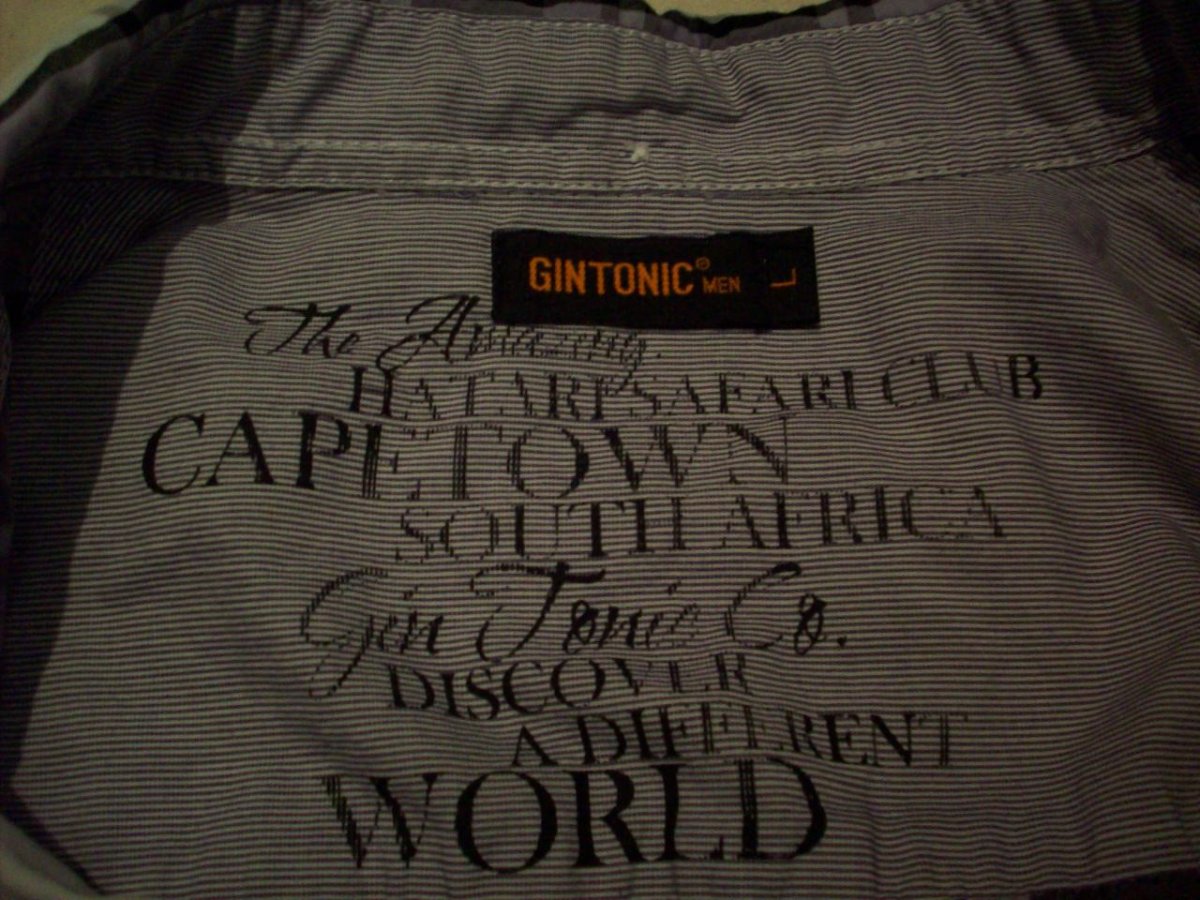 GINTONIC® MEN L
The Amazing
HATARI SAFARI CLUB
CAPETOWN
SOUTH AFRICA
Gin Tonic Co.
DISCOVER
A DIFFERENT
WORLD